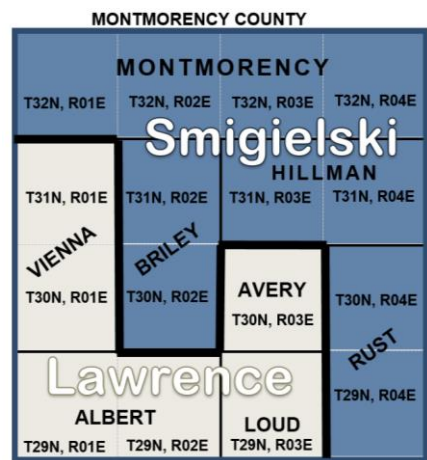 MONTMORENCY COUNTY
MONTMORENCY
T32N, R01E T32N, R02E T32N, R03E T32N, R04E
Smigielski
HILLMAN
T31N, R01E T31N, R02E T31N, R03E T31N, R04E
VIENNA
BRILEY
AVERY
T30N, R01E T30N, R02E T30N, R03E T30N, R04E
RUST
Lawrence
ALBERT
LOUD
T29N, R04E
T29N, R01E T29N, R02E T29N, R03E